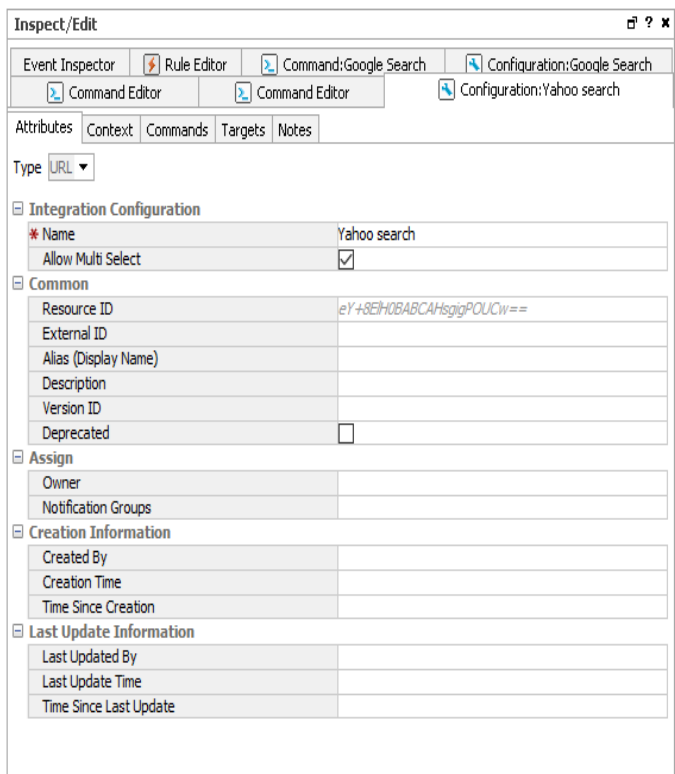 Inspect/Edit
Event Inspector Rule Editor Command:Google Search Configuration:Google Search
Command Editor Command Editor Configuration:Yahoo search
Attributes Context Commands Targets Notes
Type URL
Integration Configuration
* Name Yahoo search
Allow Multi Select
Common
Resource ID eY+8ElH0BABCAHsgigPOUCw==
External ID
Alias (Display Name)
Description
Version ID
Deprecated
Assign
Owner
Notification Groups
Creation Information
Created By
Creation Time
Time Since Creation
Last Update Information
Last Updated By
Last Update Time
Time Since Last Update